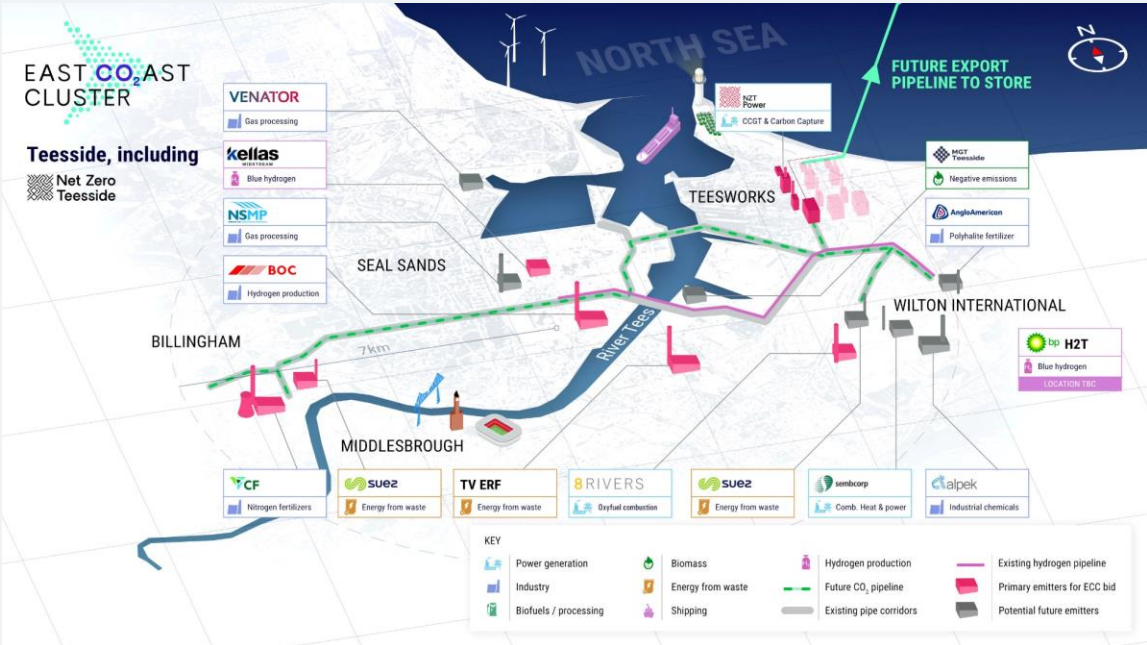 EAST CO₂AST
CLUSTER
Teesside, including
Net Zero
Teesside
NORTH SEA
N
FUTURE EXPORT
PIPELINE TO STORE
VENATOR
Gas processing
kellas
MIDSTREAM
Blue hydrogen
NSMP
Gas processing
BOC
Hydrogen production
NZT
Power
CCGT & Carbon Capture
MGT
Teesside
Negative emissions
AngloAmerican
Polyhalite fertilizer
TEESWORKS
SEAL SANDS
WILTON INTERNATIONAL
BILLINGHAM
7km
River Tees
MIDDLESBROUGH
bp H2T
Blue hydrogen
LOCATION TBC
CF
Nitrogen fertilizers
suez
Energy from waste
TV ERF
Energy from waste
8RIVERS
Oxyfuel combustion
suez
Energy from waste
sembcorp
Comb. Heat & power
alpek
Industrial chemicals
KEY
Power generation
Industry
Biofuels / processing
Biomass
Energy from waste
Shipping
Hydrogen production
Future CO₂ pipeline
Existing pipe corridors
Existing hydrogen pipeline
Primary emitters for ECC bid
Potential future emitters